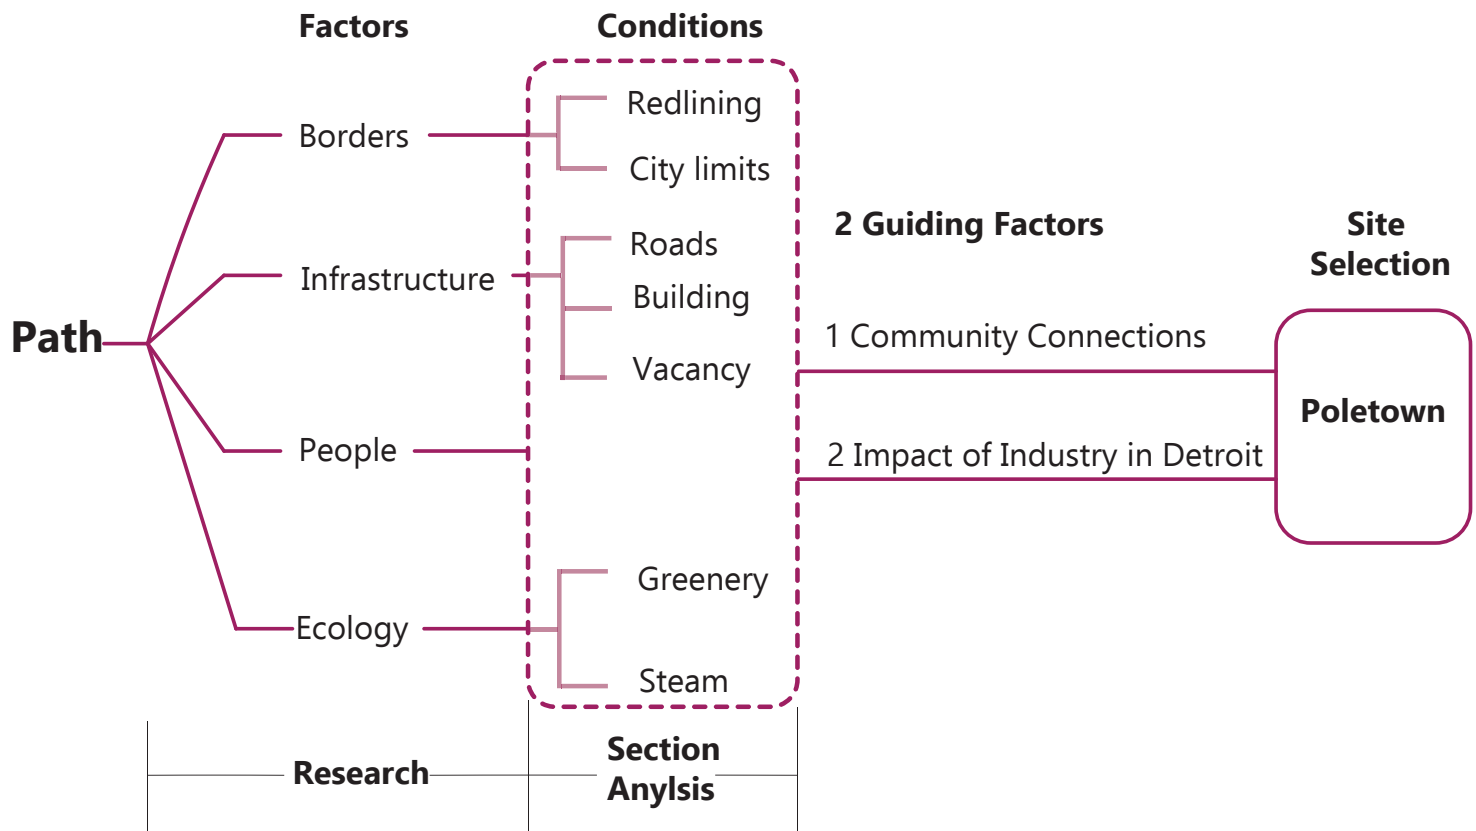 Factors
Conditions
Redlining
Borders
City limits
2 Guiding Factors
Site
Selection
Roads
Infrastructure
Building
Path
1 Community Connections
Vacancy
Poletown
People
2 Impact of Industry in Detroit
Greenery
Ecology
Steam
Research
Section
Anylsis